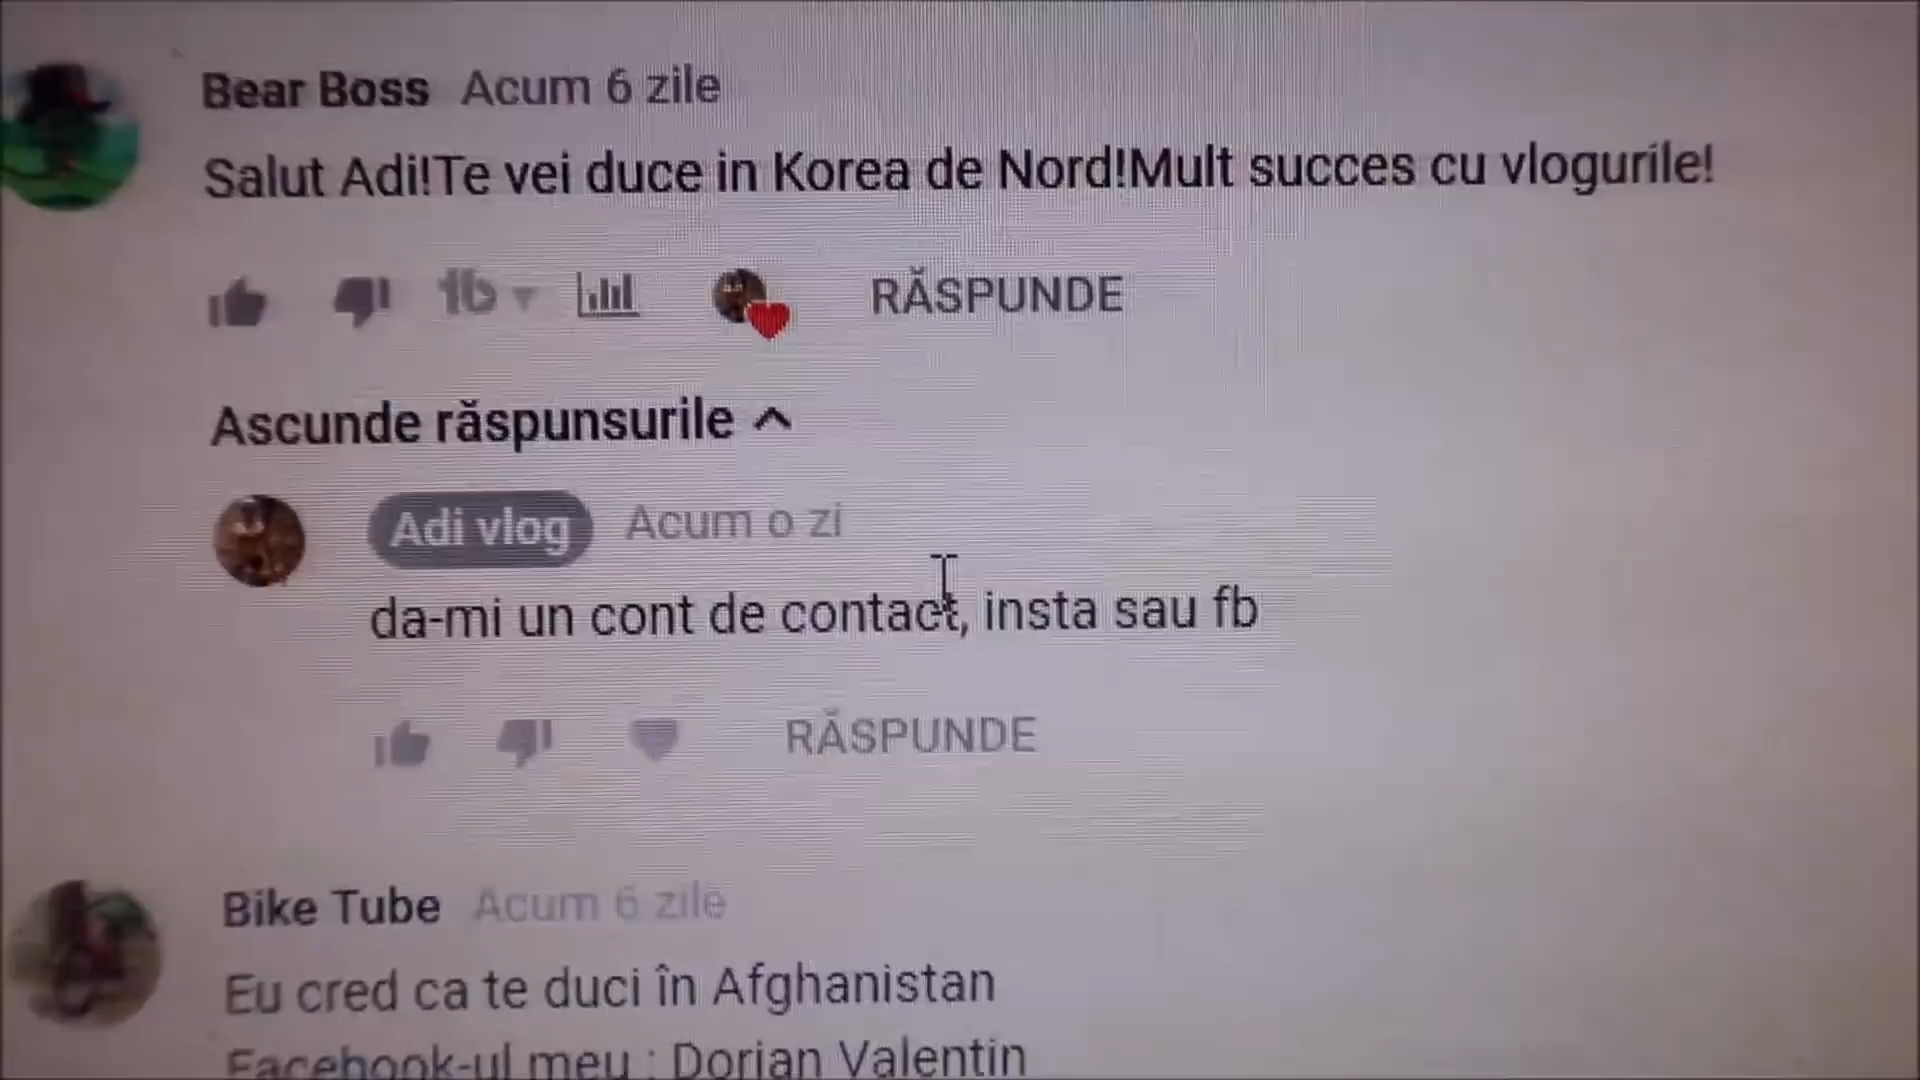 Bear Boss Acum 6 zile
Salut Adi!Te vei duce in Korea de Nord!Mult succes cu vlogurile!
tb
RĂSPUNDE
Ascunde răspunsurile
Adi vlog Acum o zi
da-mi un cont de contact, insta sau fb
RĂSPUNDE
Bike Tube Acum 6 zile
Eu cred ca te duci în Afghanistan
Facebook-ul meu : Dorian Valentin